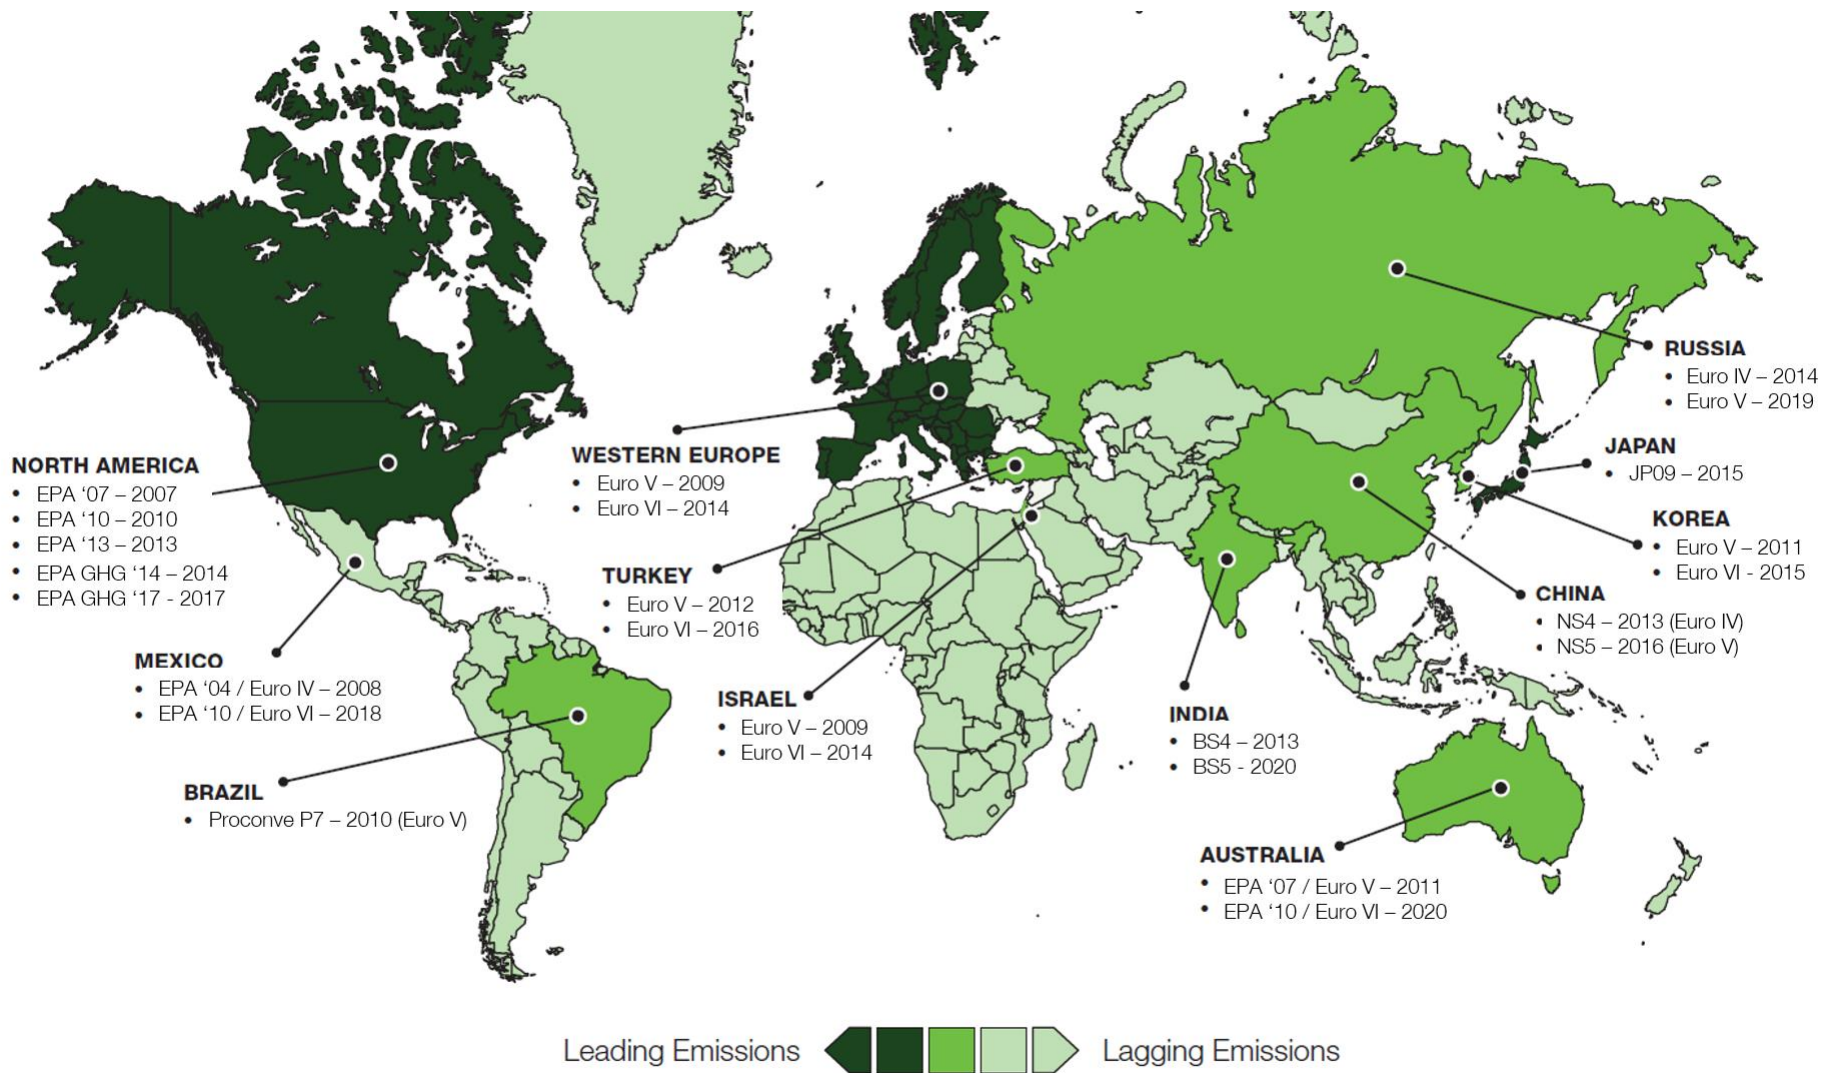 NORTH AMERICA
• EPA ‘07 – 2007
• EPA ‘10 – 2010
• EPA ‘13 – 2013
• EPA GHG ‘14 – 2014
• EPA GHG ‘17 - 2017
MEXICO
• EPA ‘04 / Euro IV – 2008
• EPA ‘10 / Euro VI – 2018
BRAZIL
• Proconve P7 – 2010 (Euro V)
WESTERN EUROPE
• Euro V – 2009
• Euro VI – 2014
TURKEY
• Euro V – 2012
• Euro VI – 2016
ISRAEL
• Euro V – 2009
• Euro VI – 2014
RUSSIA
• Euro IV – 2014
• Euro V – 2019
JAPAN
• JP09 – 2015
KOREA
• Euro V – 2011
• Euro VI - 2015
CHINA
• NS4 – 2013 (Euro IV)
• NS5 – 2016 (Euro V)
INDIA
• BS4 – 2013
• BS5 - 2020
AUSTRALIA
• EPA ‘07 / Euro V – 2011
• EPA ‘10 / Euro VI – 2020
Leading Emissions
Lagging Emissions